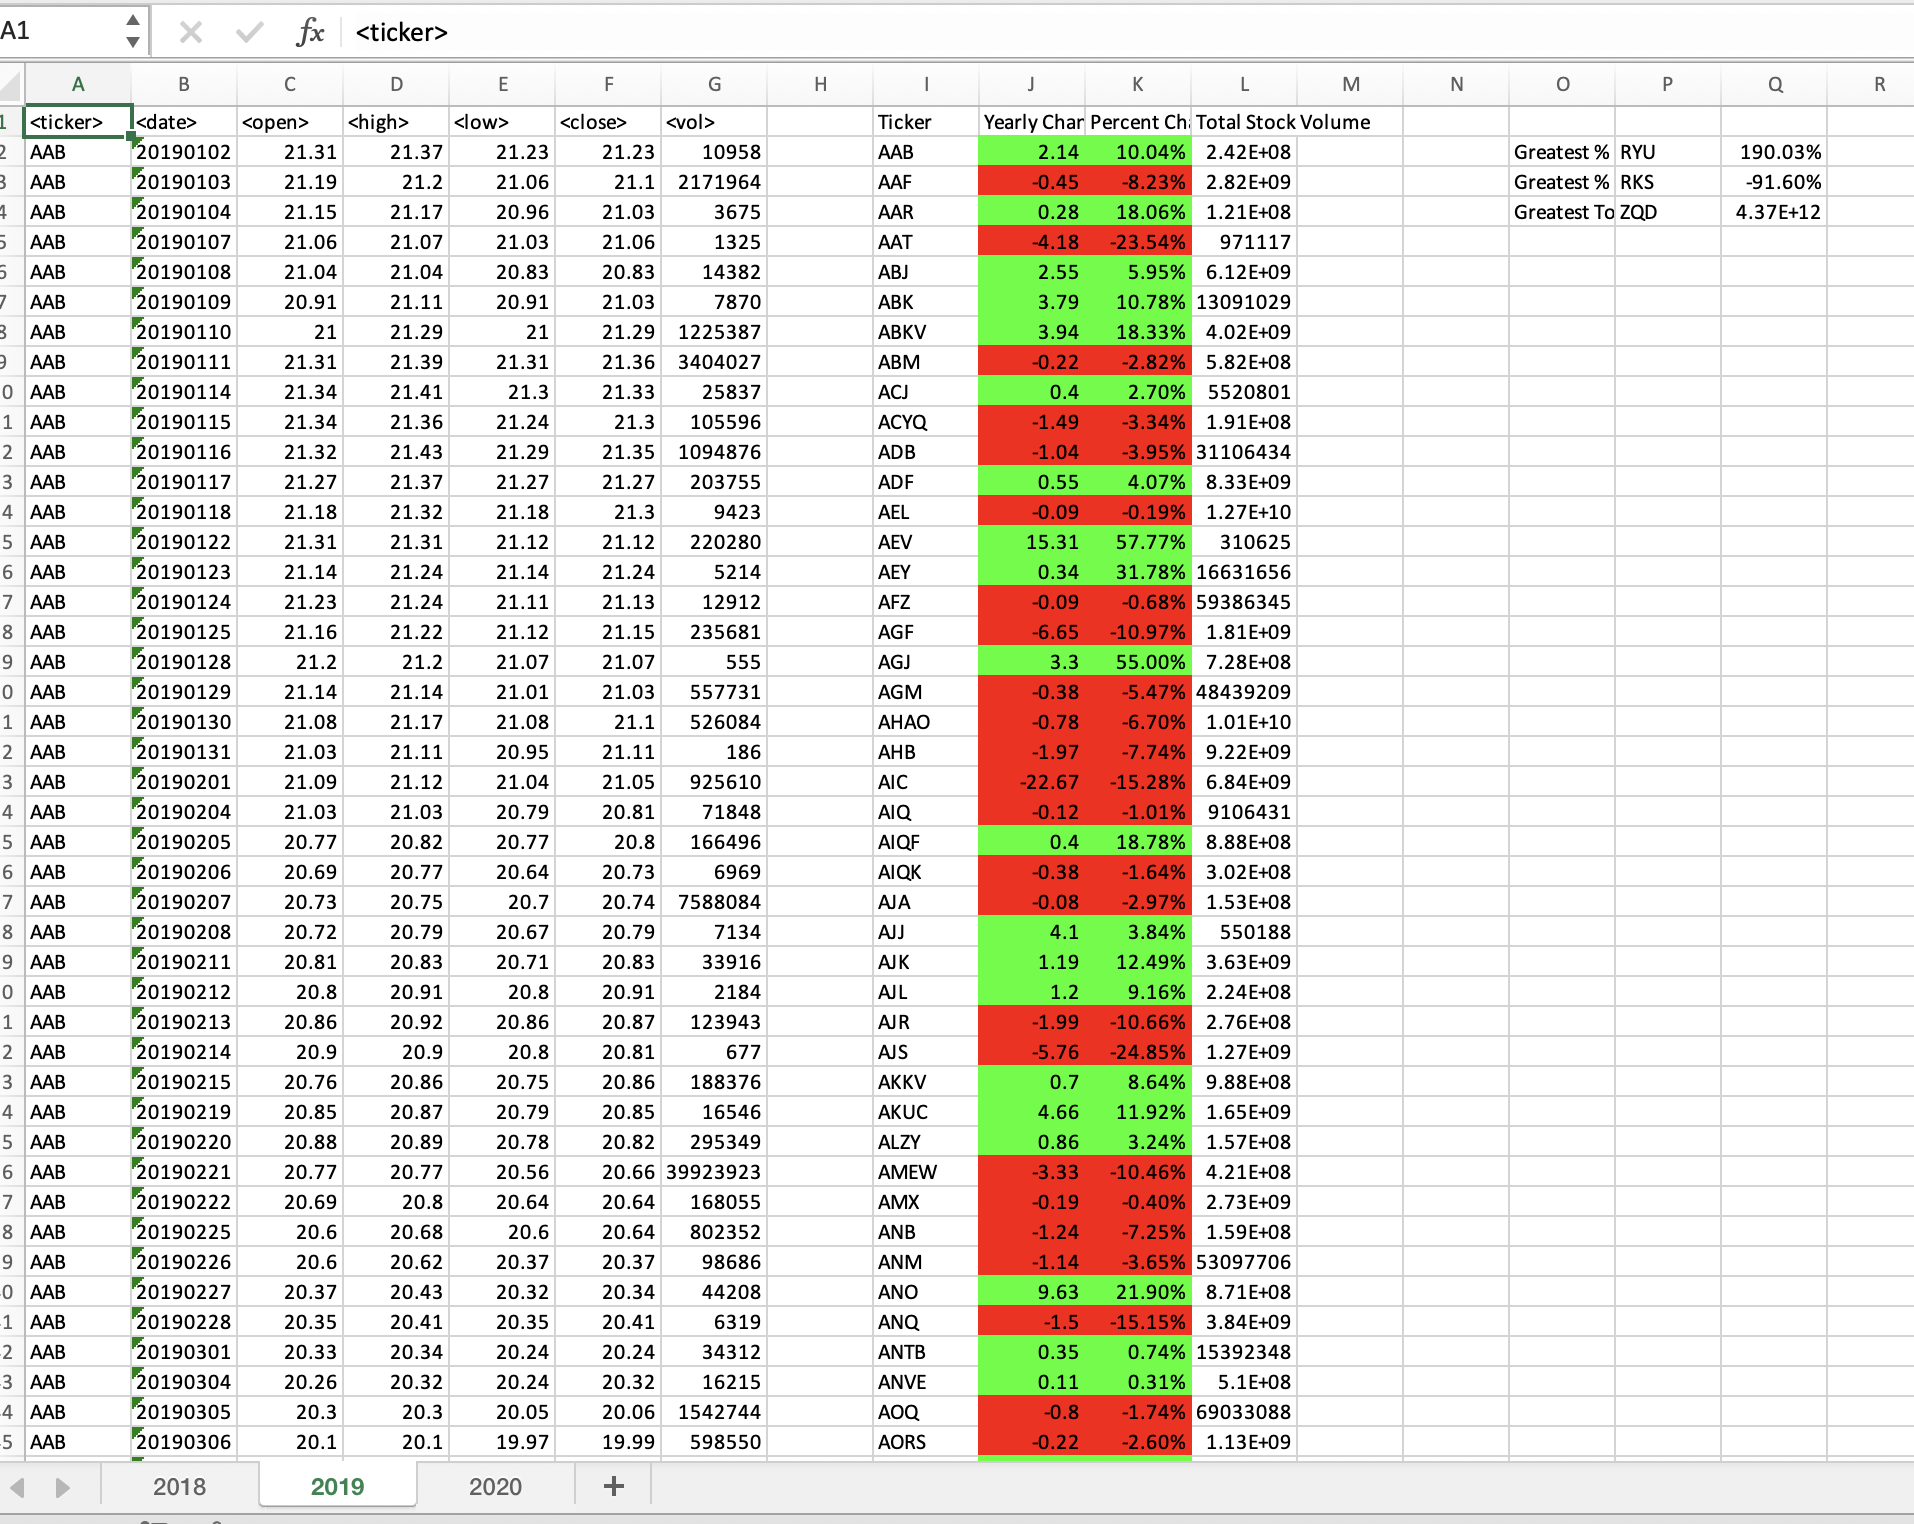 A1 fx <ticker>
A B C D E F G H I J K L M N O P Q R
1 <ticker> <date> <open> <high> <low> <close> <vol> Ticker Yearly Char Percent Ch Total Stock Volume
2 AAB 20190102 21.31 21.37 21.23 21.23 10958 AAB 2.14 10.04% 2.42E+08 Greatest % RYU 190.03%
3 AAB 20190103 21.19 21.2 21.06 21.1 2171964 AAF -0.45 -8.23% 2.82E+09 Greatest % RKS -91.60%
4 AAB 20190104 21.15 21.17 20.96 21.03 3675 AAR 0.28 18.06% 1.21E+08 Greatest To ZQD 4.37E+12
5 AAB 20190107 21.06 21.07 21.03 21.06 1325 AAT -4.18 -23.54% 971117
6 AAB 20190108 21.04 21.04 20.83 20.83 14382 ABJ 2.55 5.95% 6.12E+09
7 AAB 20190109 20.91 21.11 20.91 21.03 7870 ABK 3.79 10.78% 13091029
8 AAB 20190110 21 21.29 21 21.29 1225387 ABKV 3.94 18.33% 4.02E+09
9 AAB 20190111 21.31 21.39 21.31 21.36 3404027 ABM -0.22 -2.82% 5.82E+08
0 AAB 20190114 21.34 21.41 21.3 21.33 25837 ACJ 0.4 2.70% 5520801
1 AAB 20190115 21.34 21.36 21.24 21.3 105596 ACYQ -1.49 -3.34% 1.91E+08
2 AAB 20190116 21.32 21.43 21.29 21.35 1094876 ADB -1.04 -3.95% 31106434
3 AAB 20190117 21.27 21.37 21.27 21.27 203755 ADF 0.55 4.07% 8.33E+09
4 AAB 20190118 21.18 21.32 21.18 21.3 9423 AEL -0.09 -0.19% 1.27E+10
5 AAB 20190122 21.31 21.31 21.12 21.12 220280 AEV 15.31 57.77% 310625
6 AAB 20190123 21.14 21.24 21.14 21.24 5214 AEY 0.34 31.78% 16631656
7 AAB 20190124 21.23 21.24 21.11 21.13 12912 AFZ -0.09 -0.68% 59386345
8 AAB 20190125 21.16 21.22 21.12 21.15 235681 AGF -6.65 -10.97% 1.81E+09
9 AAB 20190128 21.2 21.2 21.07 21.07 555 AGJ 3.3 55.00% 7.28E+08
0 AAB 20190129 21.14 21.14 21.01 21.03 557731 AGM -0.38 -5.47% 48439209
1 AAB 20190130 21.08 21.17 21.08 21.1 526084 AHAO -0.78 -6.70% 1.01E+10
2 AAB 20190131 21.03 21.11 20.95 21.11 186 AHB -1.97 -7.74% 9.22E+09
3 AAB 20190201 21.09 21.12 21.04 21.05 925610 AIC -22.67 -15.28% 6.84E+09
4 AAB 20190204 21.03 21.03 20.79 20.81 71848 AIQ -0.12 -1.01% 9106431
5 AAB 20190205 20.77 20.82 20.77 20.8 166496 AIQF 0.4 18.78% 8.88E+08
6 AAB 20190206 20.69 20.77 20.64 20.73 6969 AIQK -0.38 -1.64% 3.02E+08
7 AAB 20190207 20.73 20.75 20.7 20.74 7588084 AJA -0.08 -2.97% 1.53E+08
8 AAB 20190208 20.72 20.79 20.67 20.79 7134 AJJ 4.1 3.84% 550188
9 AAB 20190211 20.81 20.83 20.71 20.83 33916 AJK 1.19 12.49% 3.63E+09
0 AAB 20190212 20.8 20.91 20.8 20.91 2184 AJL 1.2 9.16% 2.24E+08
1 AAB 20190213 20.86 20.92 20.86 20.87 123943 AJR -1.99 -10.66% 2.76E+08
2 AAB 20190214 20.9 20.9 20.8 20.81 677 AJS -5.76 -24.85% 1.27E+09
3 AAB 20190215 20.76 20.86 20.75 20.86 188376 AKKV 0.7 8.64% 9.88E+08
4 AAB 20190219 20.85 20.87 20.79 20.85 16546 AKUC 4.66 11.92% 1.65E+09
5 AAB 20190220 20.88 20.89 20.78 20.82 295349 ALZY 0.86 3.24% 1.57E+08
6 AAB 20190221 20.77 20.77 20.56 20.66 39923923 AMEW -3.33 -10.46% 4.21E+08
7 AAB 20190222 20.69 20.8 20.64 20.64 168055 AMX -0.19 -0.40% 2.73E+09
8 AAB 20190225 20.6 20.68 20.6 20.64 802352 ANB -1.24 -7.25% 1.59E+08
9 AAB 20190226 20.6 20.62 20.37 20.37 98686 ANM -1.14 -3.65% 53097706
0 AAB 20190227 20.37 20.43 20.32 20.34 44208 ANO 9.63 21.90% 8.71E+08
1 AAB 20190228 20.35 20.41 20.35 20.41 6319 ANQ -1.5 -15.15% 3.84E+09
2 AAB 20190301 20.33 20.34 20.24 20.24 34312 ANTB 0.35 0.74% 15392348
3 AAB 20190304 20.26 20.32 20.24 20.32 16215 ANVE 0.11 0.31% 5.1E+08
4 AAB 20190305 20.3 20.3 20.05 20.06 1542744 AOQ -0.8 -1.74% 69033088
5 AAB 20190306 20.1 20.1 19.97 19.99 598550 AORS -0.22 -2.60% 1.13E+09
2018 2019 2020 +